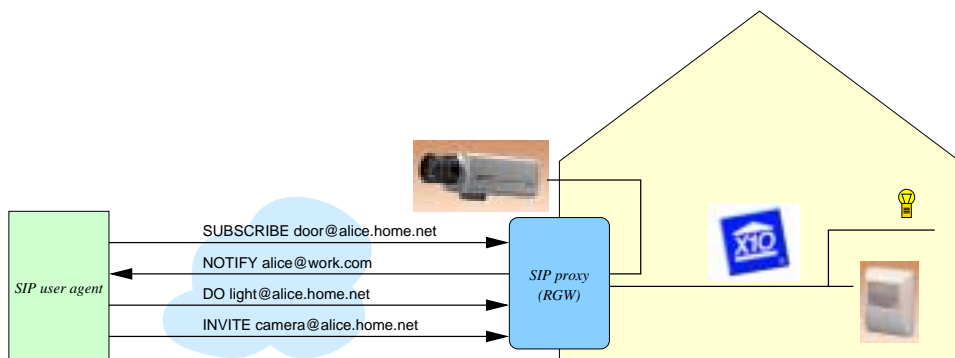 SUBSCRIBE door@alice.home.net
NOTIFY alice@work.com
SIP user agent
DO light@alice.home.net
INVITE camera@alice.home.net
SIP proxy
(RGW)
X10